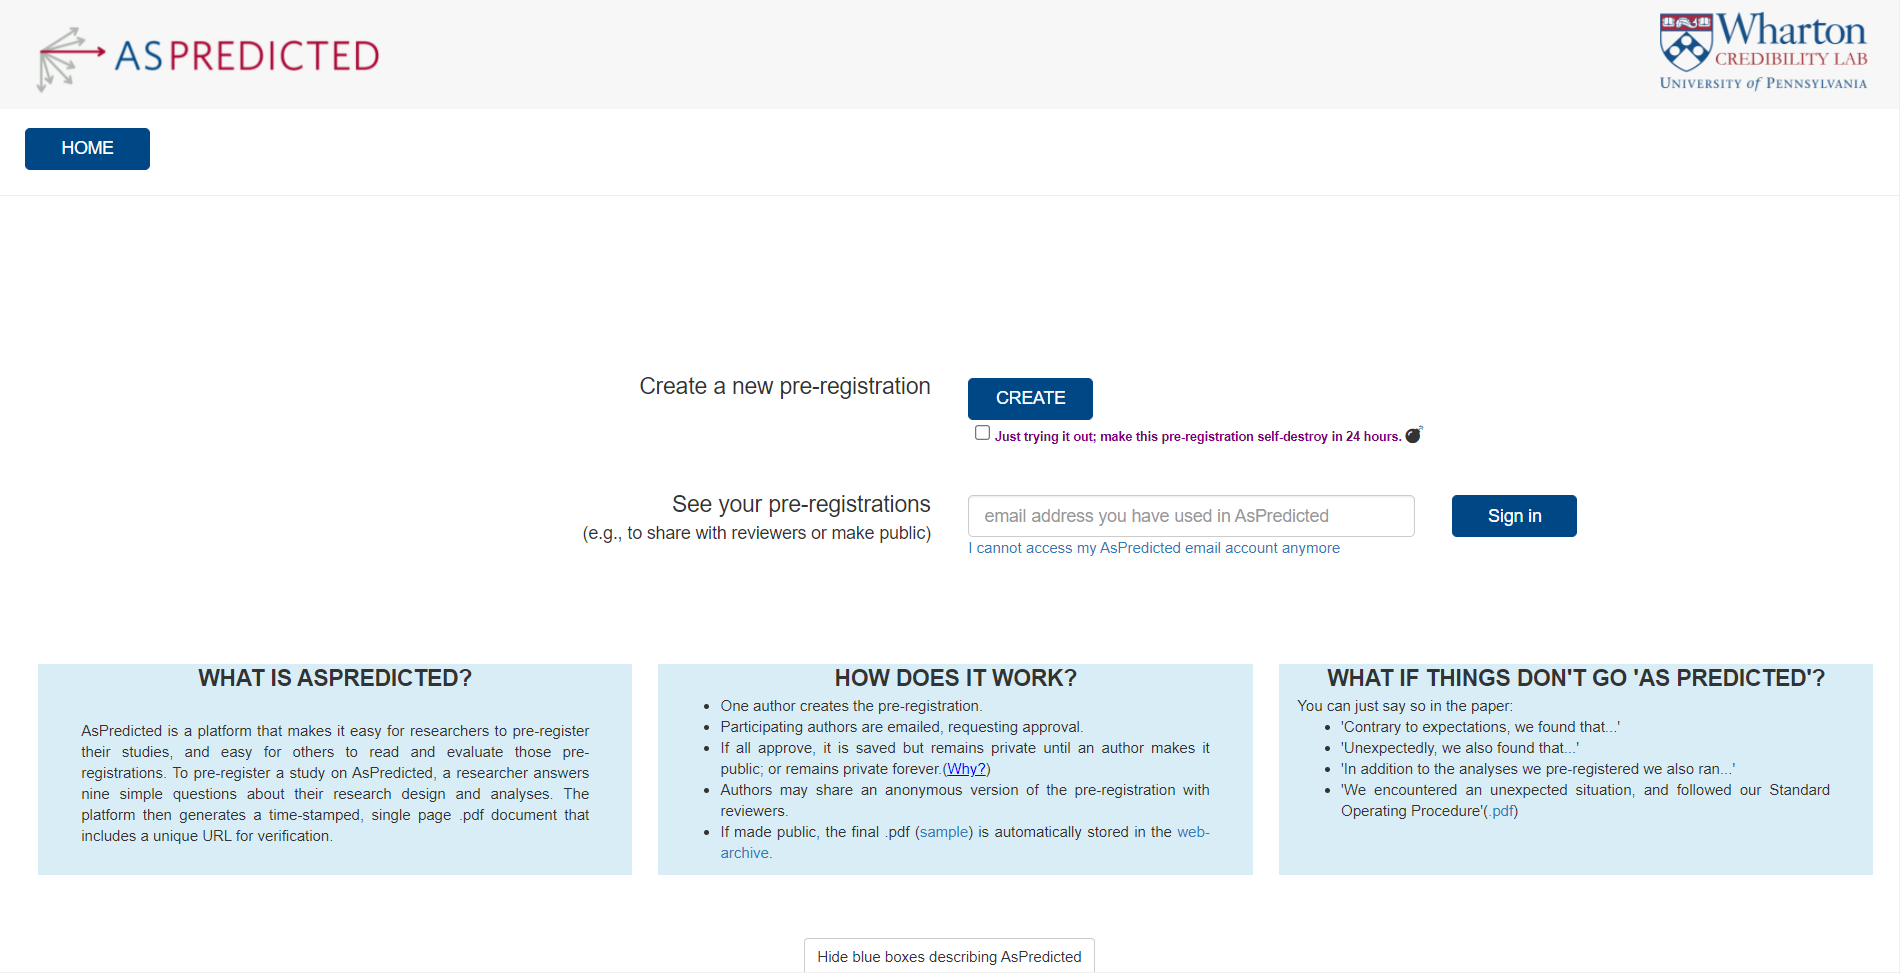 ASPREDICTED
Wharton
CREDIBILITY LAB
UNIVERSITY of PENNSYLVANIA
HOME
Create a new pre-registration
CREATE
Just trying it out; make this pre-registration self-destroy in 24 hours.
See your pre-registrations
(e.g., to share with reviewers or make public)
email address you have used in AsPredicted
Sign in
I cannot access my AsPredicted email account anymore
WHAT IS ASPREDICTED?
AsPredicted is a platform that makes it easy for researchers to pre-register
their studies, and easy for others to read and evaluate those pre-
registrations. To pre-register a study on AsPredicted, a researcher answers
nine simple questions about their research design and analyses. The
platform then generates a time-stamped, single page .pdf document that
includes a unique URL for verification.
HOW DOES IT WORK?
• One author creates the pre-registration.
• Participating authors are emailed, requesting approval.
• If all approve, it is saved but remains private until an author makes it
public; or remains private forever.(Why?)
• Authors may share an anonymous version of the pre-registration with
reviewers.
• If made public, the final .pdf (sample) is automatically stored in the web-
archive.
WHAT IF THINGS DON'T GO 'AS PREDICTED'?
You can just say so in the paper:
• 'Contrary to expectations, we found that...'
• 'Unexpectedly, we also found that...'
• 'In addition to the analyses we pre-registered we also ran...'
• 'We encountered an unexpected situation, and followed our Standard
Operating Procedure'(.pdf)
Hide blue boxes describing AsPredicted